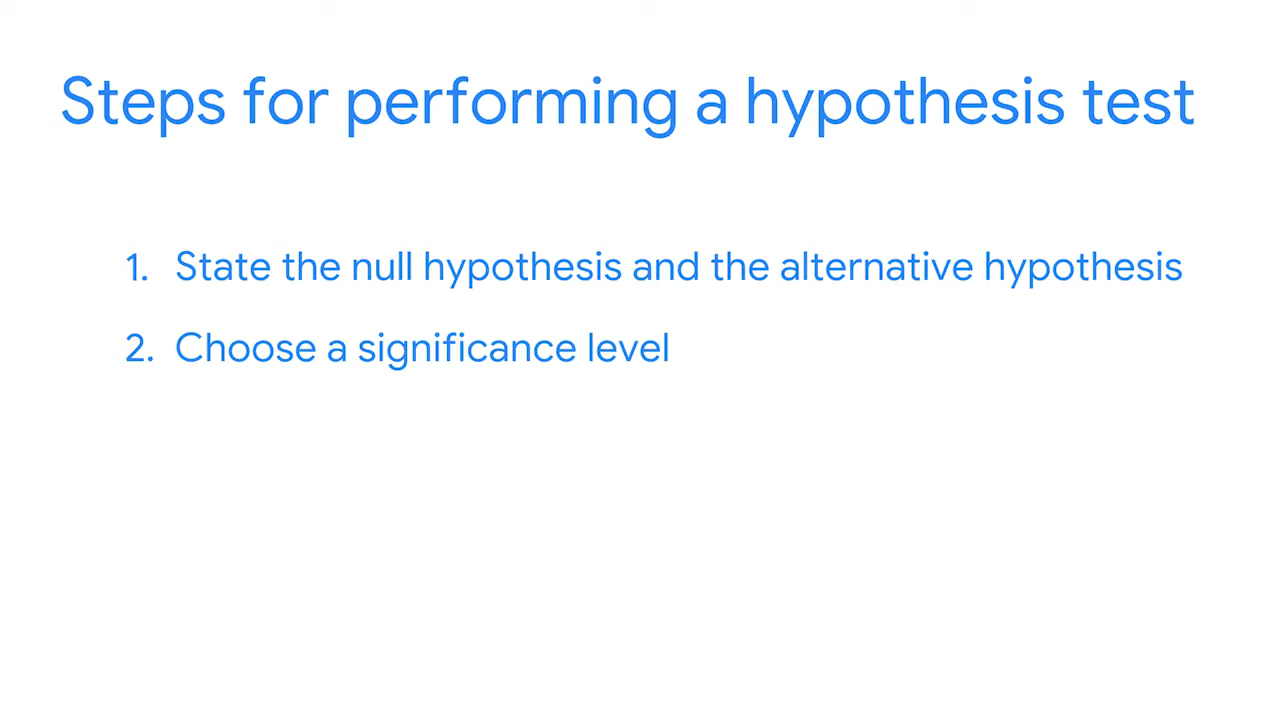 Steps for performing a hypothesis test
1. State the null hypothesis and the alternative hypothesis
2. Choose a significance level